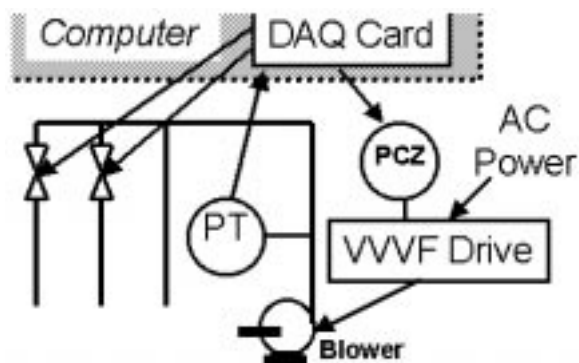 Computer
DAQ Card
PCZ
AC
Power
PT
VVVF Drive
Blower